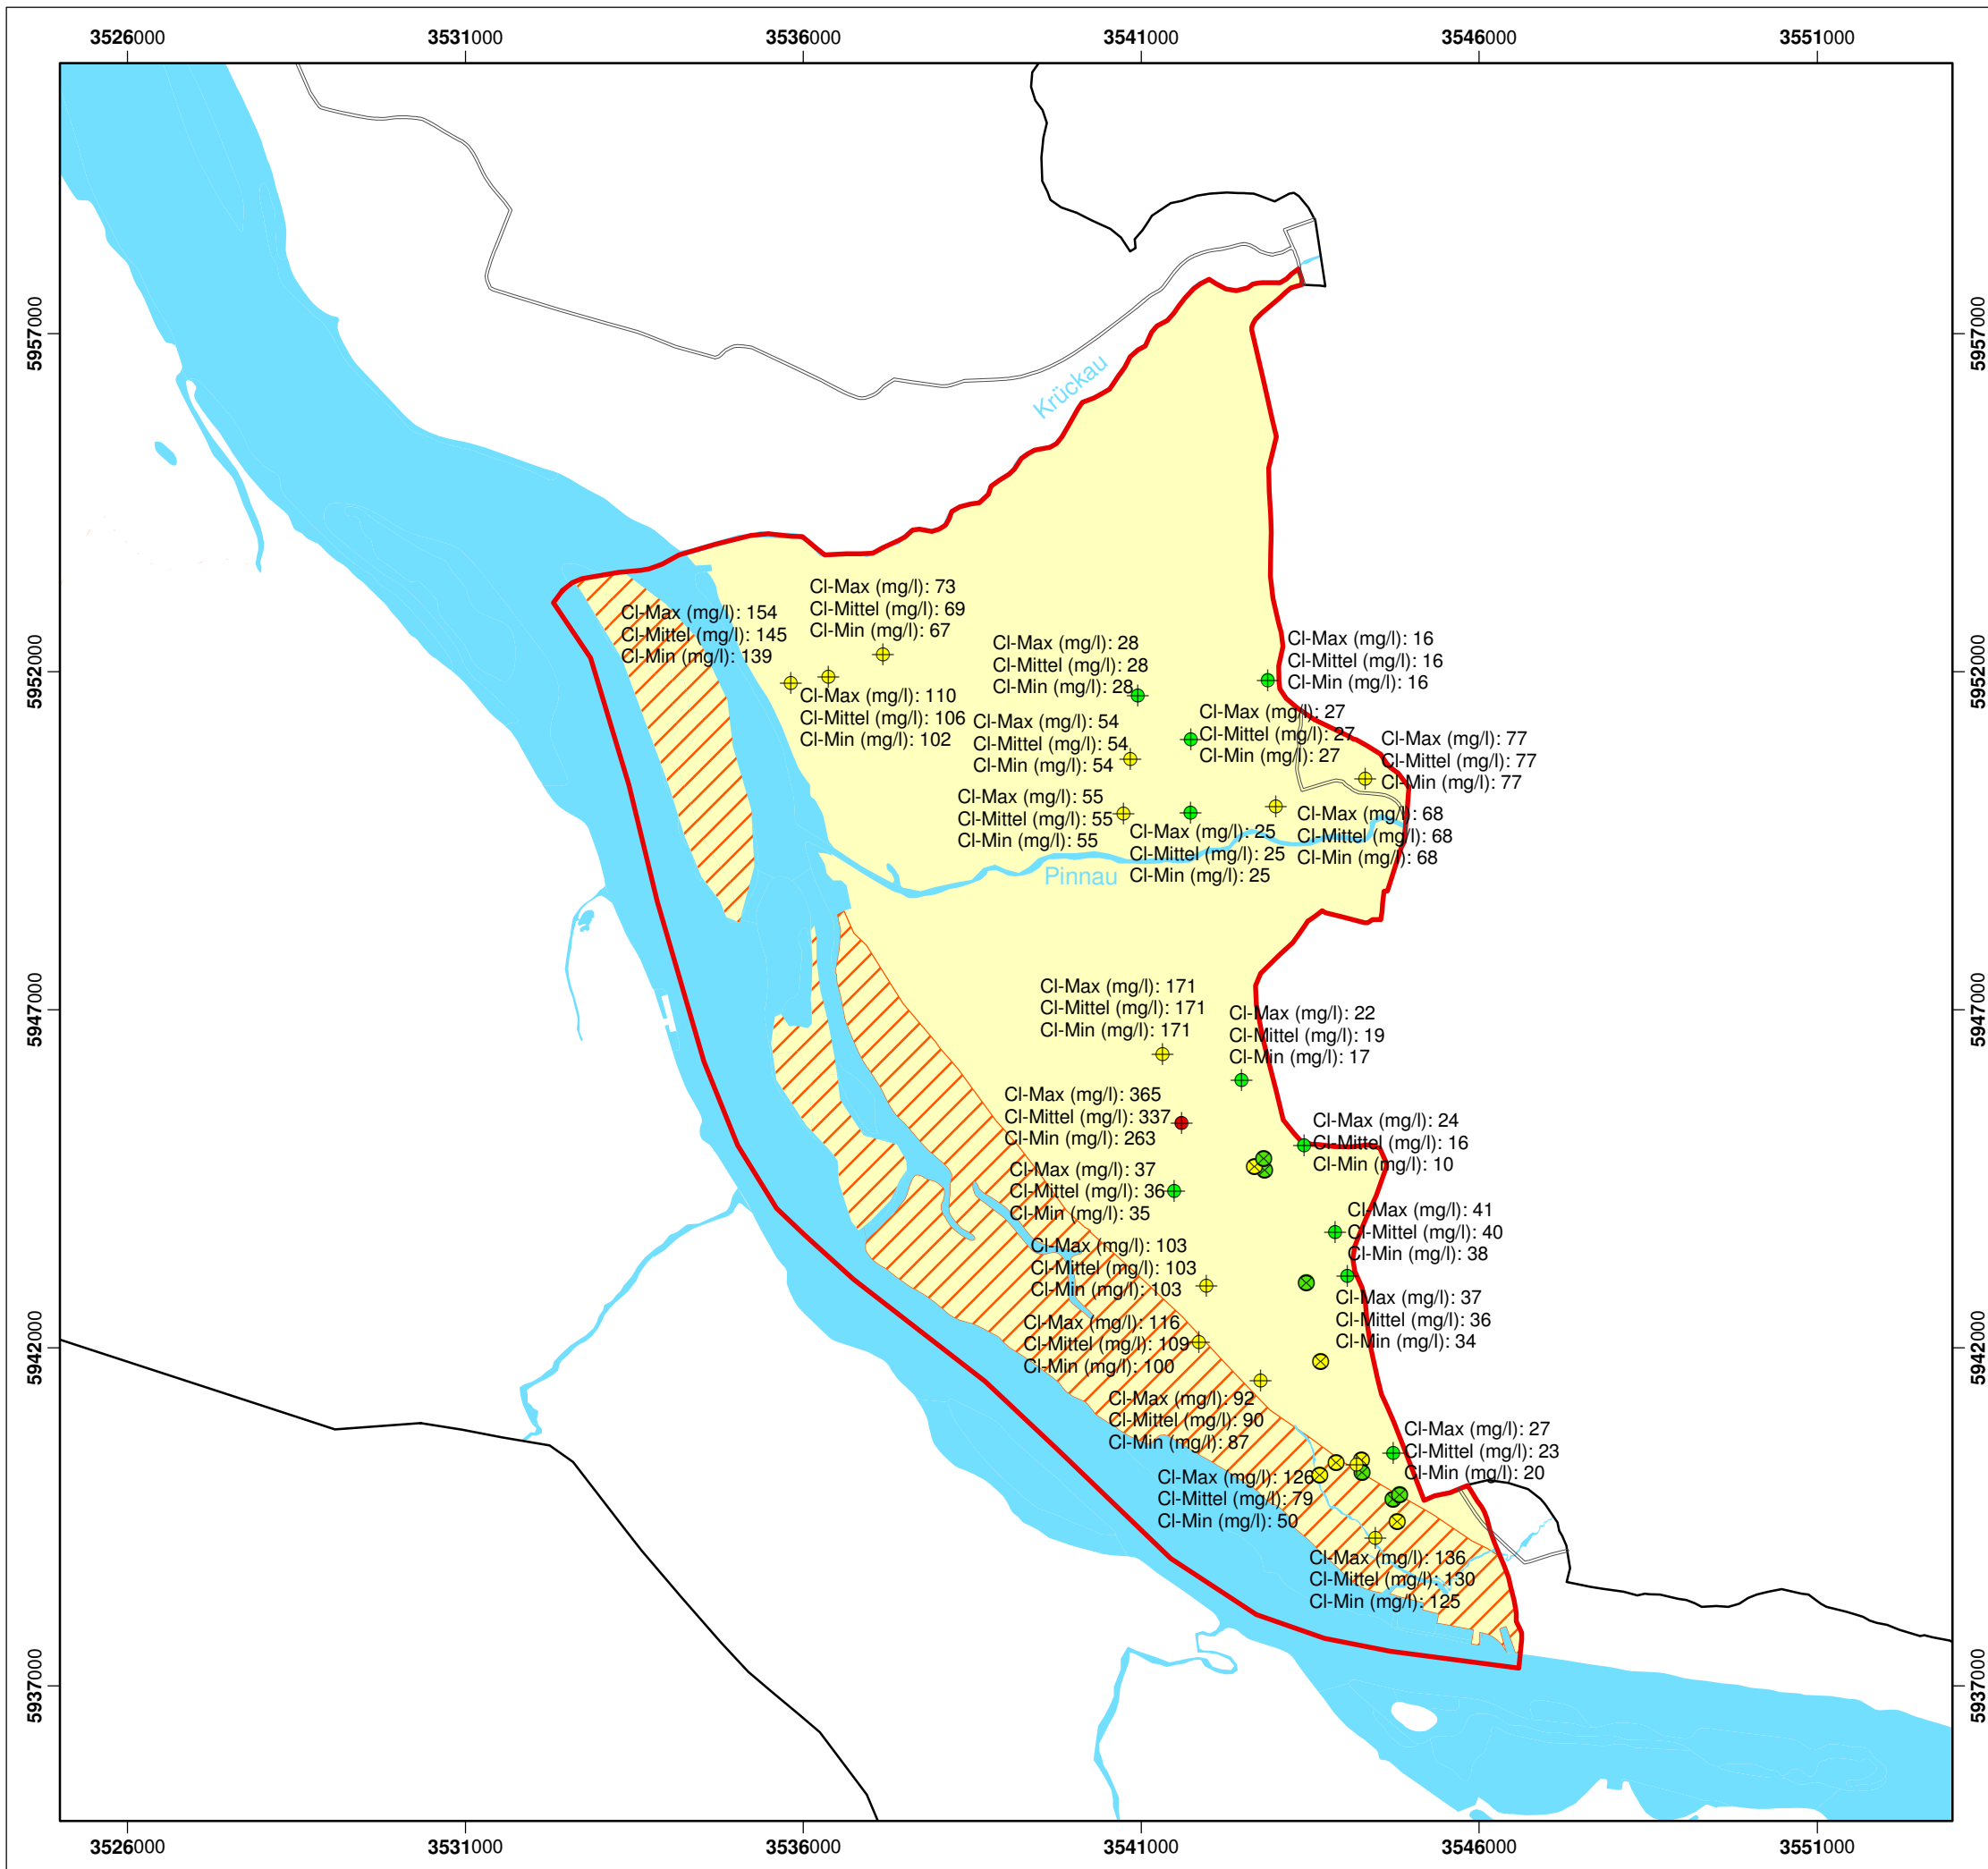 3526000 3531000 3536000 3541000 3546000 3551000
5957000
5957000
Krückau
Cl-Max (mg/l): 73
Cl-Mittel (mg/l): 69
Cl-Min (mg/l): 67
Cl-Max (mg/l): 154
Cl-Mittel (mg/l): 145
Cl-Min (mg/l): 139
Cl-Max (mg/l): 28
Cl-Mittel (mg/l): 28
Cl-Min (mg/l): 28
Cl-Max (mg/l): 16
Cl-Mittel (mg/l): 16
Cl-Min (mg/l): 16
5952000
5952000
Cl-Max (mg/l): 110
Cl-Mittel (mg/l): 106
Cl-Min (mg/l): 102
Cl-Max (mg/l): 54
Cl-Mittel (mg/l): 54
Cl-Min (mg/l): 54
Cl-Max (mg/l): 27
Cl-Mittel (mg/l): 27
Cl-Min (mg/l): 27
Cl-Max (mg/l): 77
Cl-Mittel (mg/l): 77
Cl-Min (mg/l): 77
Cl-Max (mg/l): 55
Cl-Mittel (mg/l): 55
Cl-Min (mg/l): 55
Cl-Max (mg/l): 25
Cl-Mittel (mg/l): 25
Cl-Min (mg/l): 25
Cl-Max (mg/l): 68
Cl-Mittel (mg/l): 68
Cl-Min (mg/l): 68
Pinnau
5947000
5947000
Cl-Max (mg/l): 171
Cl-Mittel (mg/l): 171
Cl-Min (mg/l): 171
Cl-Max (mg/l): 22
Cl-Mittel (mg/l): 19
Cl-Min (mg/l): 17
Cl-Max (mg/l): 365
Cl-Mittel (mg/l): 337
Cl-Min (mg/l): 263
Cl-Max (mg/l): 24
Cl-Mittel (mg/l): 16
Cl-Min (mg/l): 10
Cl-Max (mg/l): 37
Cl-Mittel (mg/l): 36
Cl-Min (mg/l): 35
Cl-Max (mg/l): 41
Cl-Mittel (mg/l): 40
Cl-Min (mg/l): 38
Cl-Max (mg/l): 103
Cl-Mittel (mg/l): 103
Cl-Min (mg/l): 103
Cl-Max (mg/l): 37
Cl-Mittel (mg/l): 36
Cl-Min (mg/l): 34
5942000
5942000
Cl-Max (mg/l): 116
Cl-Mittel (mg/l): 109
Cl-Min (mg/l): 100
Cl-Max (mg/l): 92
Cl-Mittel (mg/l): 90
Cl-Min (mg/l): 87
Cl-Max (mg/l): 27
Cl-Mittel (mg/l): 23
Cl-Min (mg/l): 20
Cl-Max (mg/l): 126
Cl-Mittel (mg/l): 79
Cl-Min (mg/l): 50
Cl-Max (mg/l): 136
Cl-Mittel (mg/l): 130
Cl-Min (mg/l): 125
5937000
5937000
3526000 3531000 3536000 3541000 3546000 3551000